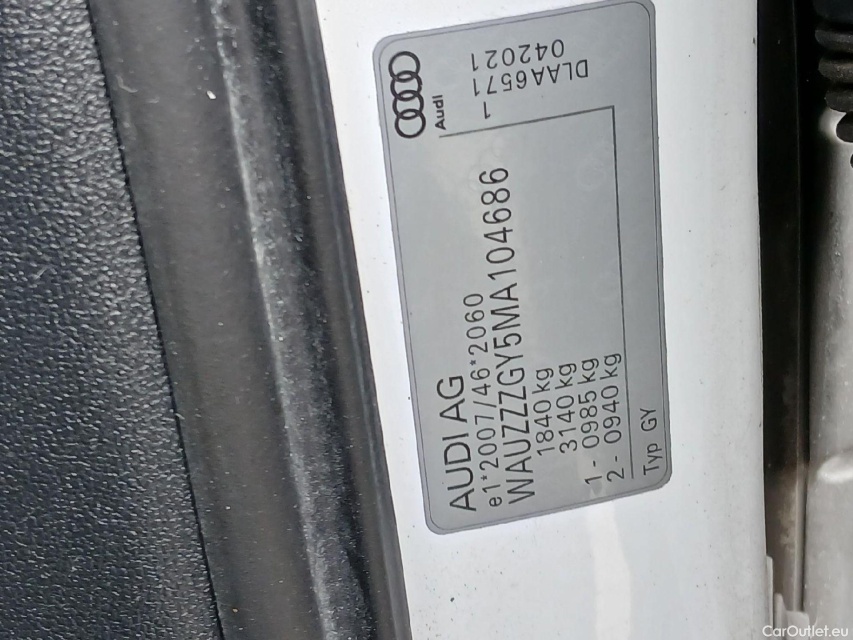 AUDI AG
e1*2007/46*2060
WAUZZZGY5MA104686
1840 kg
3140 kg
1 - 0985 kg
2 - 0940 kg
Typ GY
Audi
DLAA6571
042021
CarOutlet.eu